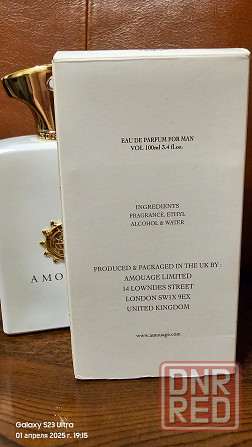 EAU DE PARFUM FOR MAN
VOL 100ml 3.4 fl.oz.
INGREDIENTS
FRAGRANCE, ETHYL
ALCOHOL & WATER
PRODUCED & PACKAGED IN THE UK BY :
AMOUAGE LIMITED
14 LOWNDES STREET
LONDON SW1X 9EX
UNITED KINGDOM
www.amouage.com
AMO
Galaxy S23 Ultra
01 апреля 2025 г. 19:15
DNR
RED